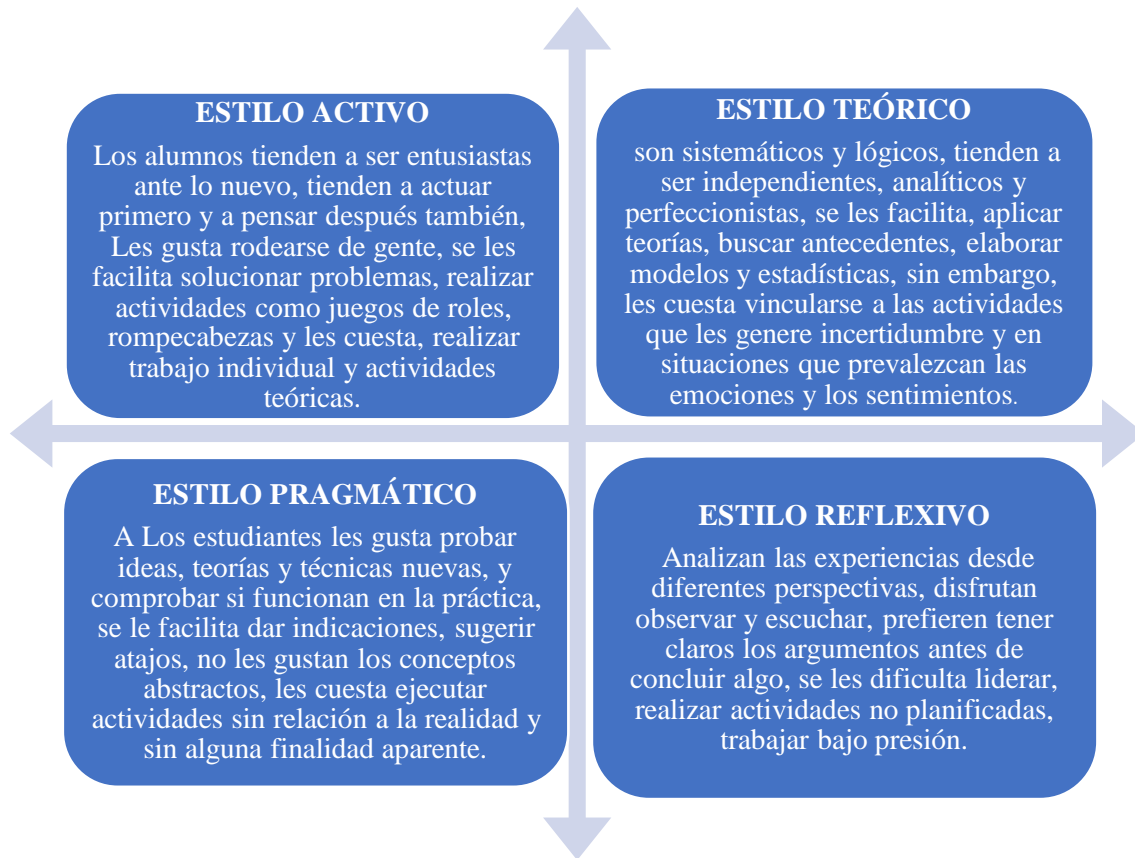 ESTILO ACTIVO
Los alumnos tienden a ser entusiastas
ante lo nuevo, tienden a actuar
primero y a pensar después también,
Les gusta rodearse de gente, se les
facilita solucionar problemas, realizar
actividades como juegos de roles,
rompecabezas y les cuesta, realizar
trabajo individual y actividades
teóricas.
ESTILO TEÓRICO
son sistemáticos y lógicos, tienden a
ser independientes, analíticos y
perfeccionistas, se les facilita, aplicar
teorías, buscar antecedentes, elaborar
modelos y estadísticas, sin embargo,
les cuesta vincularse a las actividades
que les genere incertidumbre y en
situaciones que prevalezcan las
emociones y los sentimientos.
ESTILO PRAGMÁTICO
A Los estudiantes les gusta probar
ideas, teorías y técnicas nuevas, y
comprobar si funcionan en la práctica,
se le facilita dar indicaciones, sugerir
atajos, no les gustan los conceptos
abstractos, les cuesta ejecutar
actividades sin relación a la realidad y
sin alguna finalidad aparente.
ESTILO REFLEXIVO
Analizan las experiencias desde
diferentes perspectivas, disfrutan
observar y escuchar, prefieren tener
claros los argumentos antes de
concluir algo, se les dificulta liderar,
realizar actividades no planificadas,
trabajar bajo presión.